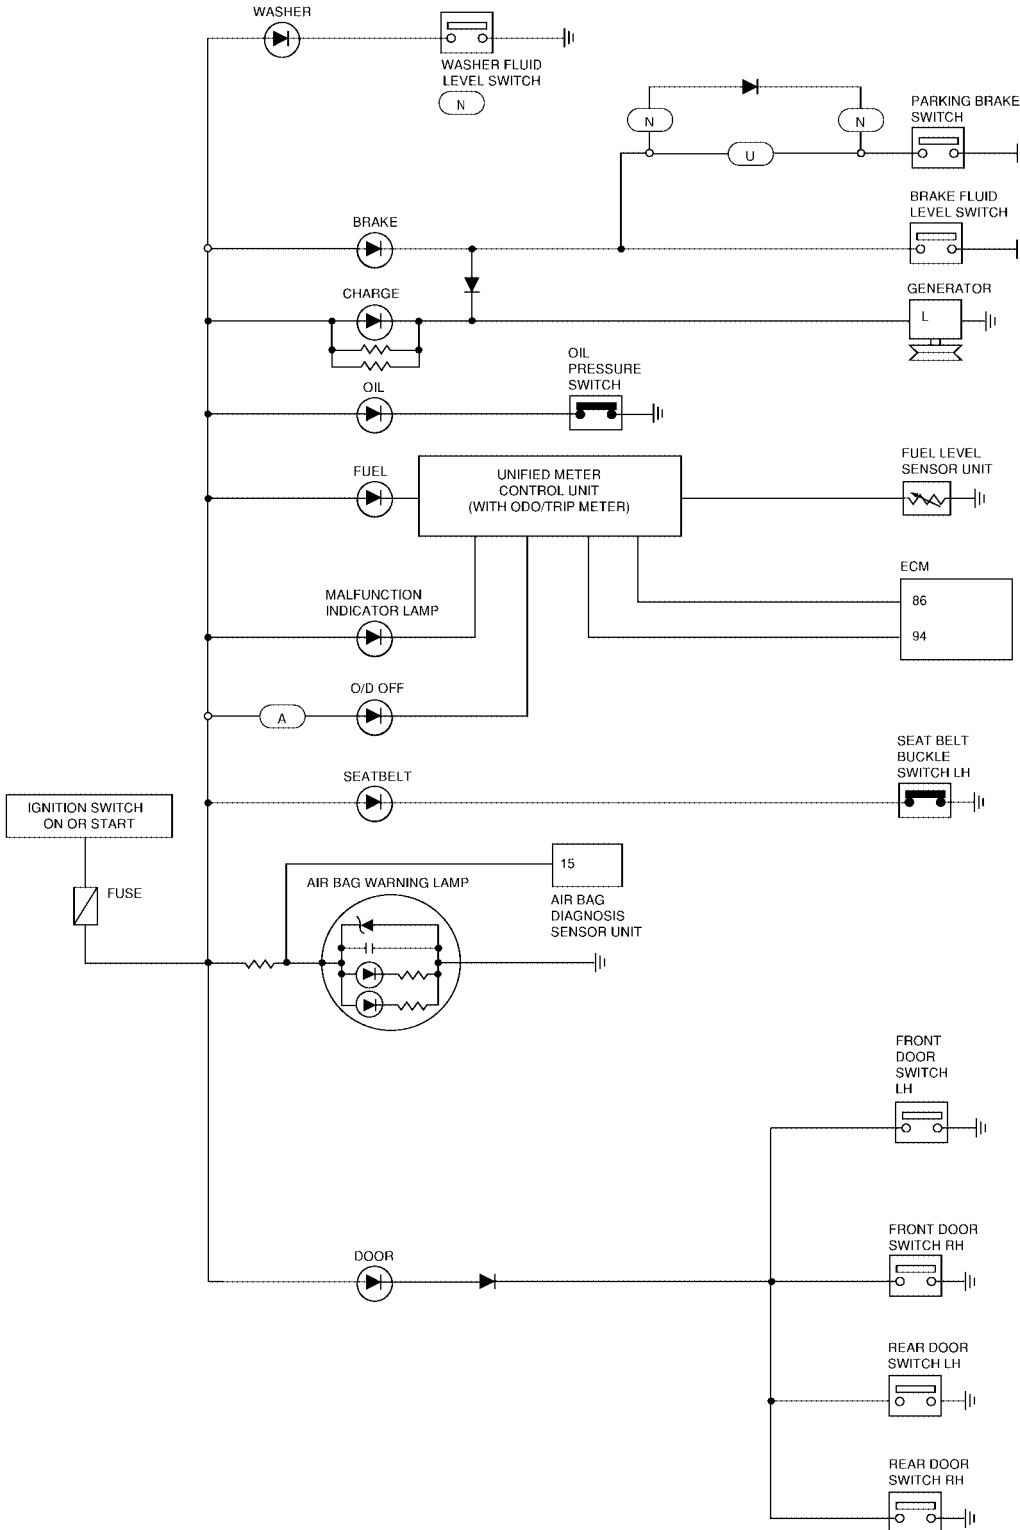 WASHER
WASHER FLUID
LEVEL SWITCH
N
N
N
U
PARKING BRAKE
SWITCH
BRAKE FLUID
LEVEL SWITCH
BRAKE
CHARGE
GENERATOR
L
OIL
PRESSURE
SWITCH
OIL
FUEL
UNIFIED METER
CONTROL UNIT
(WITH ODO/TRIP METER)
FUEL LEVEL
SENSOR UNIT
ECM
86
94
MALFUNCTION
INDICATOR LAMP
O/D OFF
A
SEAT BELT
BUCKLE
SWITCH LH
SEATBELT
IGNITION SWITCH
ON OR START
FUSE
15
AIR BAG WARNING LAMP
AIR BAG
DIAGNOSIS
SENSOR UNIT
FRONT
DOOR
SWITCH
LH
FRONT DOOR
SWITCH RH
DOOR
REAR DOOR
SWITCH LH
REAR DOOR
SWITCH RH